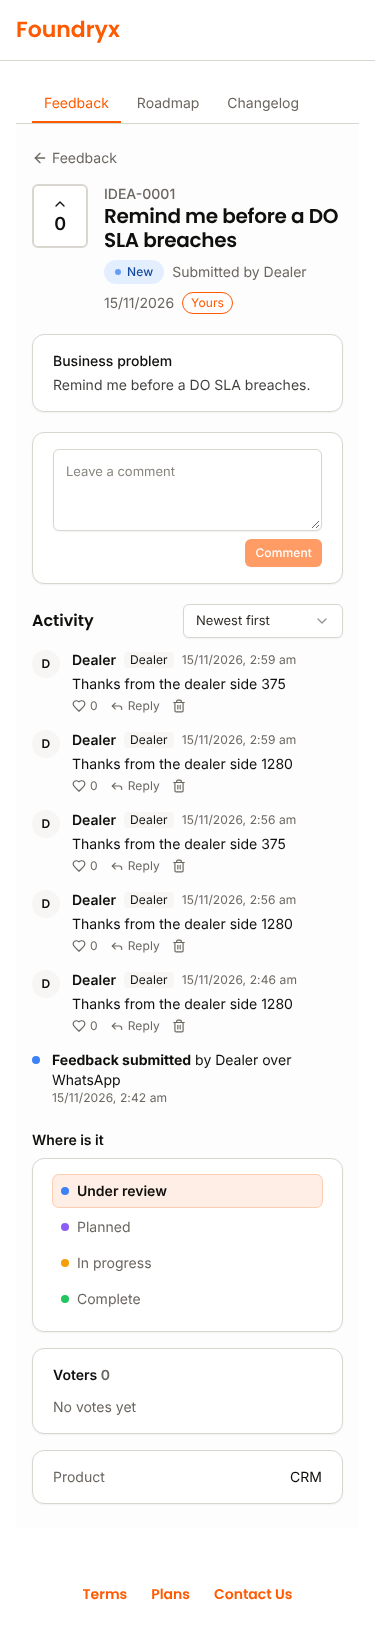 Foundryx
Feedback Roadmap Changelog
Feedback
0
IDEA-0001
Remind me before a DO
SLA breaches
New Submitted by Dealer
15/11/2026 Yours
Business problem
Remind me before a DO SLA breaches.
Leave a comment
Comment
Activity
Newest first
D Dealer Dealer 15/11/2026, 2:59 am
Thanks from the dealer side 375
0 Reply
D Dealer Dealer 15/11/2026, 2:59 am
Thanks from the dealer side 1280
0 Reply
D Dealer Dealer 15/11/2026, 2:56 am
Thanks from the dealer side 375
0 Reply
D Dealer Dealer 15/11/2026, 2:56 am
Thanks from the dealer side 1280
0 Reply
D Dealer Dealer 15/11/2026, 2:46 am
Thanks from the dealer side 1280
0 Reply
Feedback submitted by Dealer over
WhatsApp
15/11/2026, 2:42 am
Where is it
Under review
Planned
In progress
Complete
Voters 0
No votes yet
Product CRM
Terms Plans Contact Us